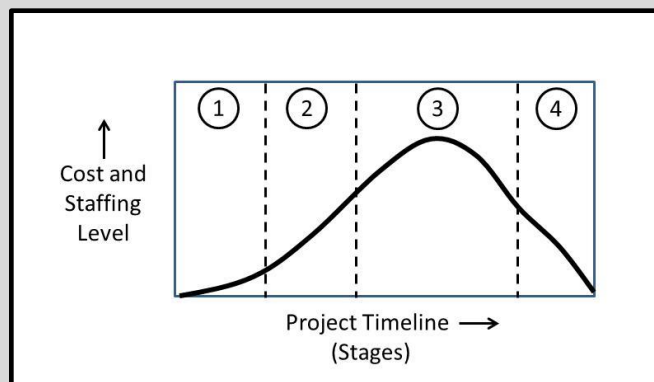 1
2
3
4
Cost and
Staffing
Level
Project Timeline
(Stages)